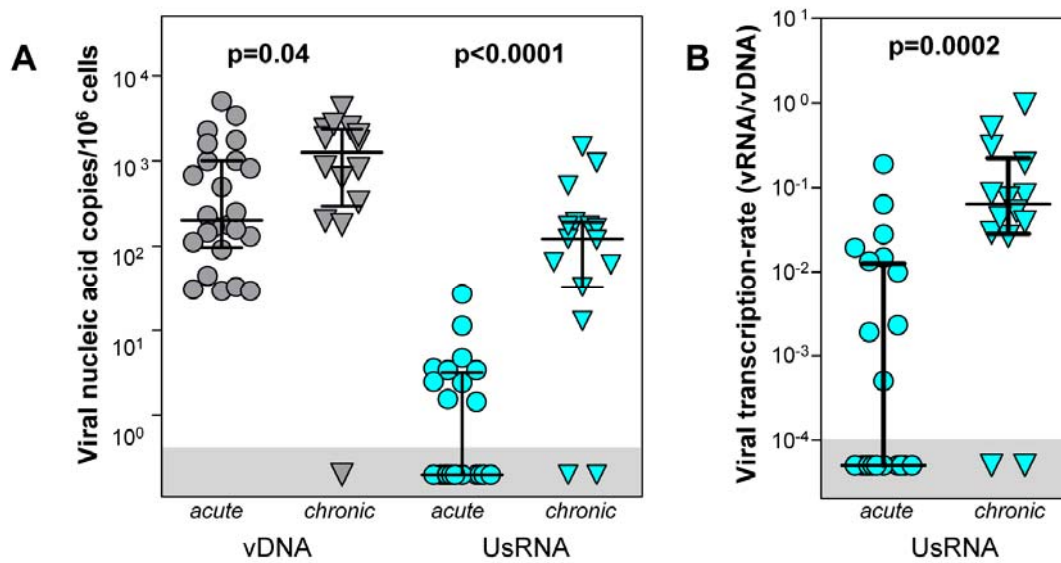 A
Viral nucleic acid copies/10⁶ cells
p=0.04
p<0.0001
10⁴
10³
10²
10¹
10⁰
acute
chronic
acute
chronic
vDNA
UsRNA
B
Viral transcription-rate (vRNA/vDNA)
p=0.0002
10¹
10⁰
10⁻¹
10⁻²
10⁻³
10⁻⁴
10⁻⁵
acute
chronic
UsRNA